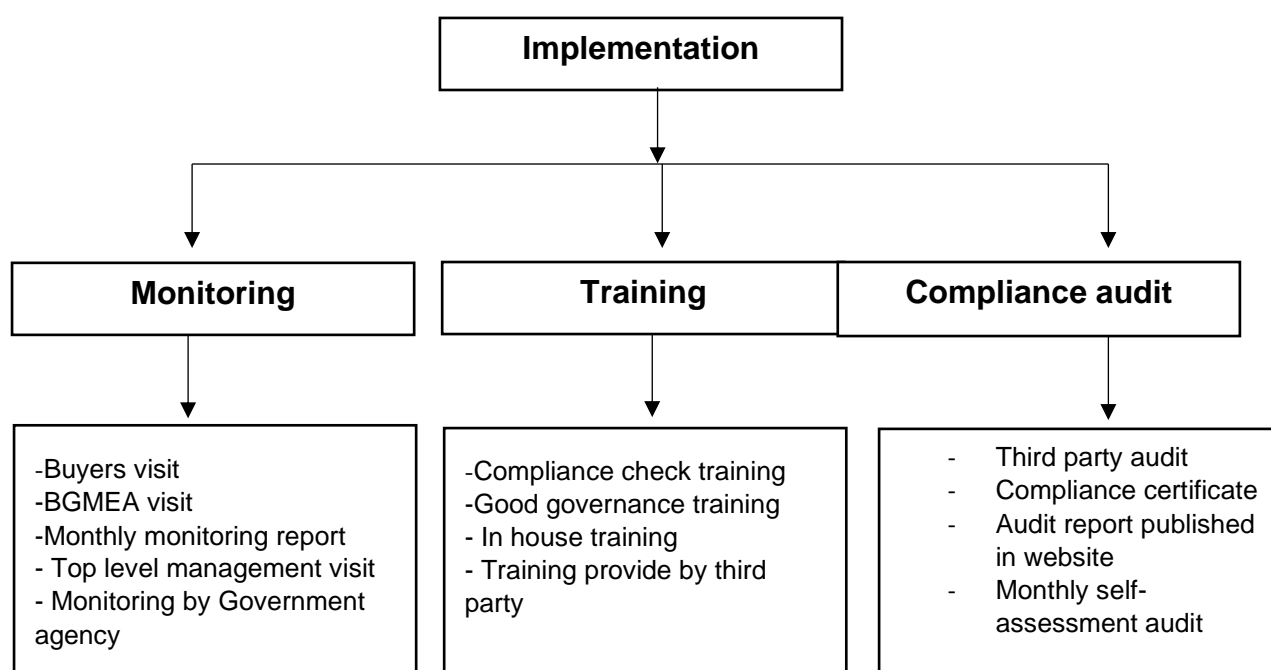 Implementation
Monitoring
Training
Compliance audit
-Buyers visit
-BGMEA visit
-Monthly monitoring report
- Top level management visit
- Monitoring by Government
agency
-Compliance check training
-Good governance training
- In house training
- Training provide by third
party
- Third party audit
- Compliance certificate
- Audit report published
in website
- Monthly self-
assessment audit